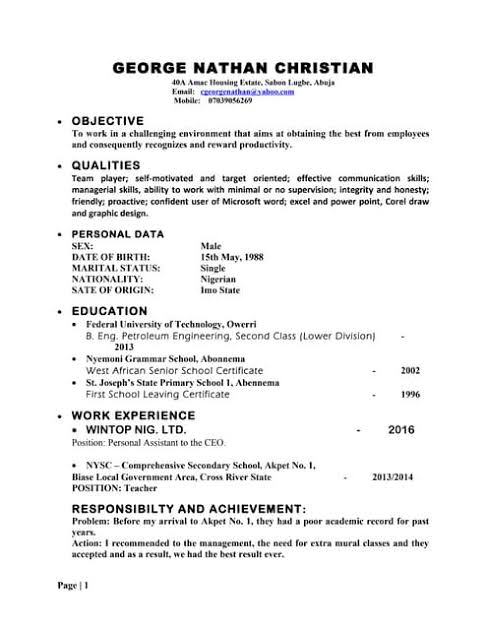 GEORGE NATHAN CHRISTIAN
40A Amac Housing Estate, Sabon Lugbe, Abuja
Email: cgeorgenathan@yahoo.com
Mobile: 07039056269
• OBJECTIVE
To work in a challenging environment that aims at obtaining the best from employees
and consequently recognizes and reward productivity.
• QUALITIES
Team player; self-motivated and target oriented; effective communication skills;
managerial skills, ability to work with minimal or no supervision; integrity and honesty;
friendly; proactive; confident user of Microsoft word; excel and power point, Corel draw
and graphic design.
• PERSONAL DATA
SEX: Male
DATE OF BIRTH: 15th May, 1988
MARITAL STATUS: Single
NATIONALITY: Nigerian
SATE OF ORIGIN: Imo State
• EDUCATION
• Federal University of Technology, Owerri
B. Eng. Petroleum Engineering, Second Class (Lower Division) -
2013
• Nyemoni Grammar School, Abonnema
West African Senior School Certificate - 2002
• St. Joseph's State Primary School 1, Abennema
First School Leaving Certificate - 1996
• WORK EXPERIENCE
• WINTOP NIG. LTD. - 2016
Position: Personal Assistant to the CEO.
• NYSC – Comprehensive Secondary School, Akpet No. 1,
Biase Local Government Area, Cross River State - 2013/2014
POSITION: Teacher
RESPONSIBILTY AND ACHIEVEMENT:
Problem: Before my arrival to Akpet No. 1, they had a poor academic record for past
years.
Action: I recommended to the management, the need for extra mural classes and they
accepted and as a result, we had the best result ever.
Page | 1